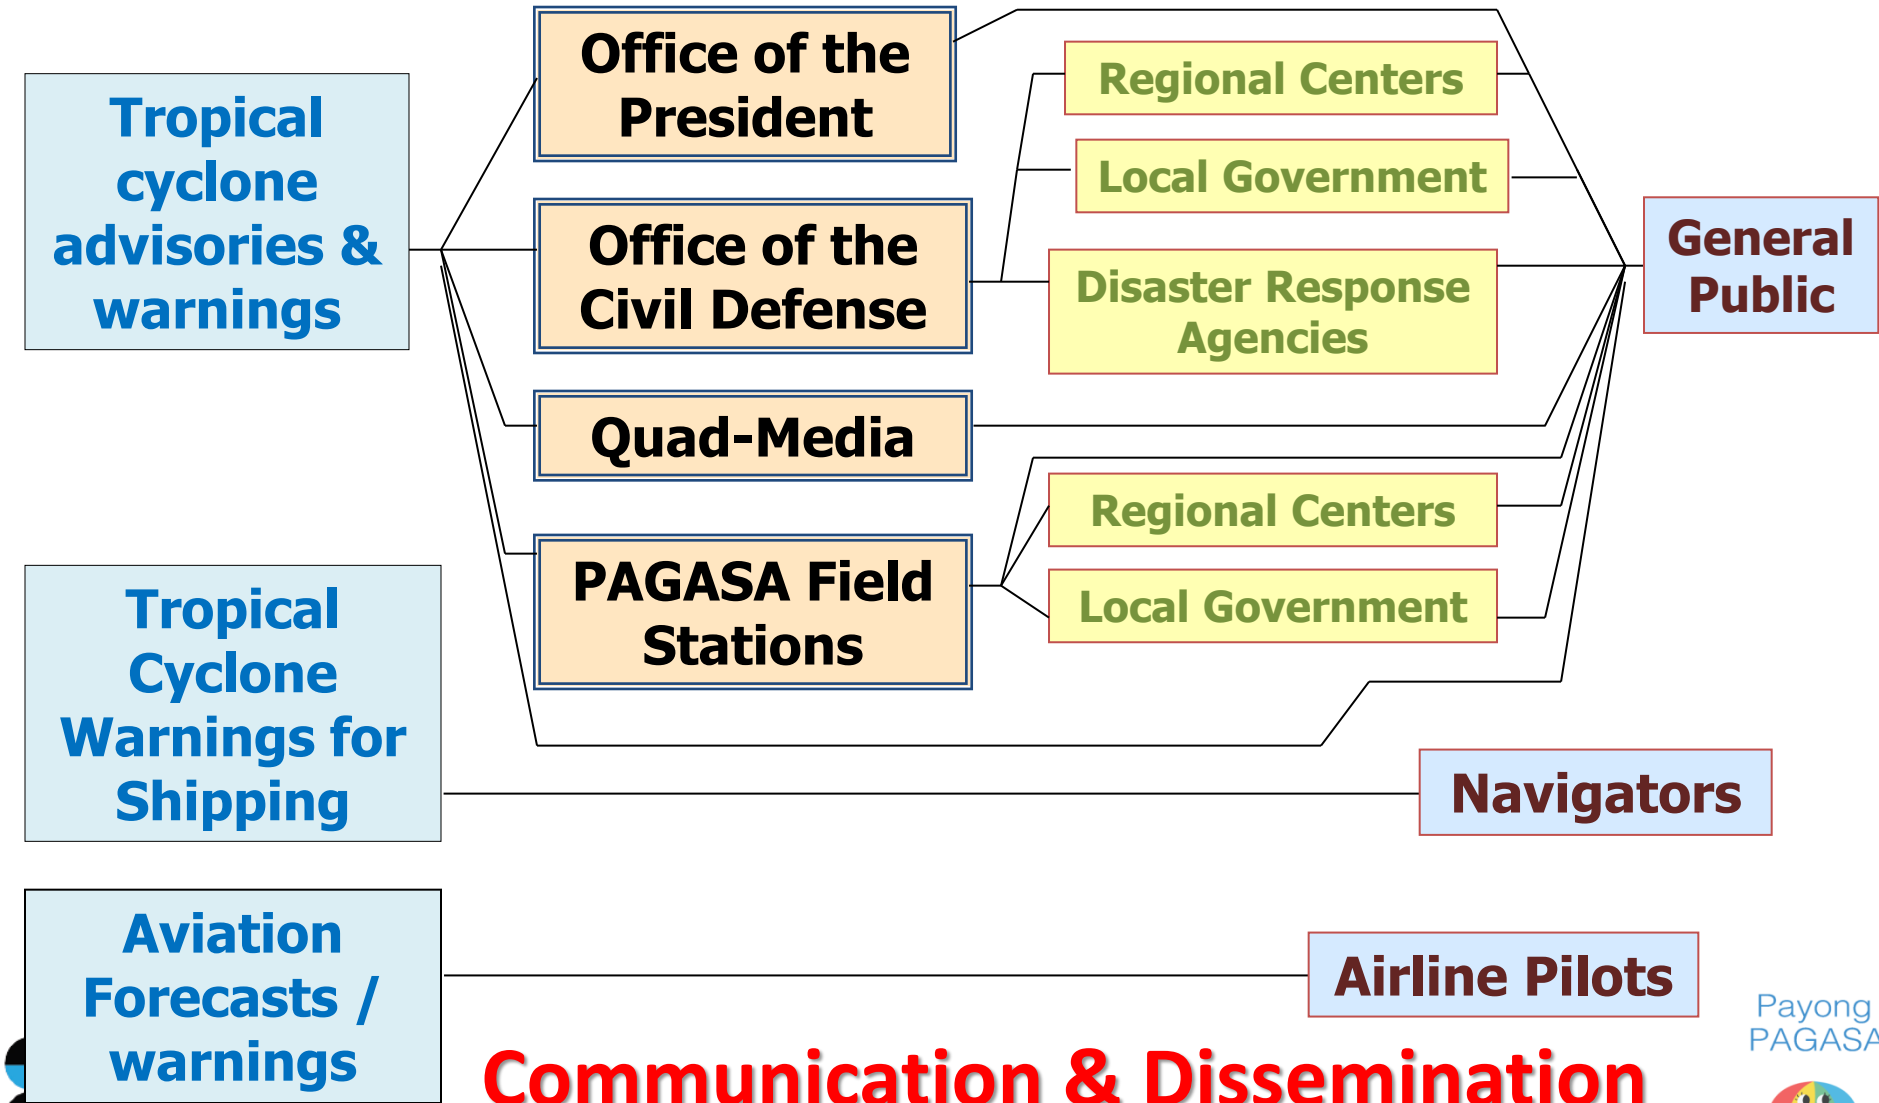 Tropical
cyclone
advisories &
warnings
Office of the
President
Office of the
Civil Defense
Quad-Media
PAGASA Field
Stations
Regional Centers
Local Government
Disaster Response
Agencies
Regional Centers
Local Government
General
Public
Tropical
Cyclone
Warnings for
Shipping
Navigators
Aviation
Forecasts /
warnings
Airline Pilots
Payong
PAGASA
Communication & Dissemination